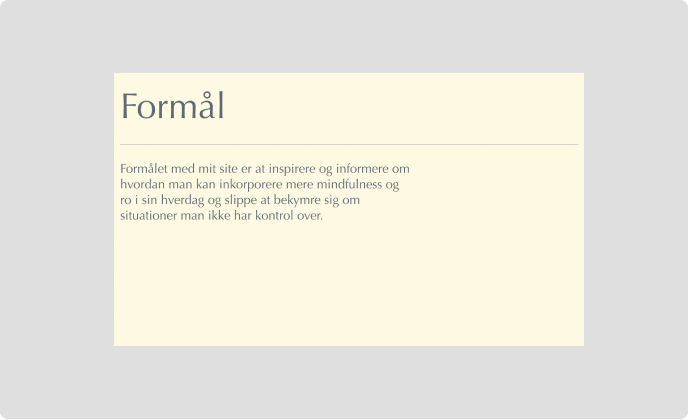 Formål
Formålet med mit site er at inspirere og informere om
hvordan man kan inkorporere mere mindfulness og
ro i sin hverdag og slippe at bekymre sig om
situationer man ikke har kontrol over.